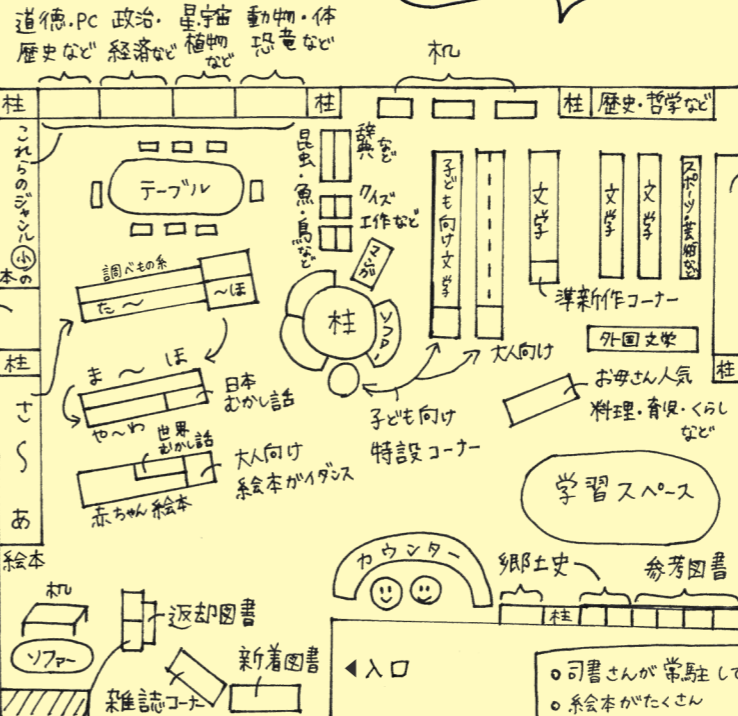 道徳・PC
歴史など
政治・
経済など
星・宇宙
植物
など
動物・体
恐竜など
机
柱
柱
柱
歴史・哲学など
これらのジャンル小の
本
テーブル
昆虫・魚・鳥など
辞典など
クイズ
工作など
マンガ
子ども向け文学
文学
文学
文学
スポーツ・芸術など
準新作コーナー
外国文学
柱
調べもの系
た〜
〜ほ
柱
ソファー
大人向け
柱
ま〜ほ
日本
むかし話
や〜わ
世界
むかし話
大人向け
絵本ガイダンス
赤ちゃん絵本
さ〜あ
絵本
子ども向け
特設コーナー
お母さん人気
料理・育児・くらし
など
学習スペース
カウンター
郷土史
参考図書
柱
机
ソファー
返却図書
新着図書
雑誌コーナー
◀入口
○司書さんが常駐して
○絵本がたくさん